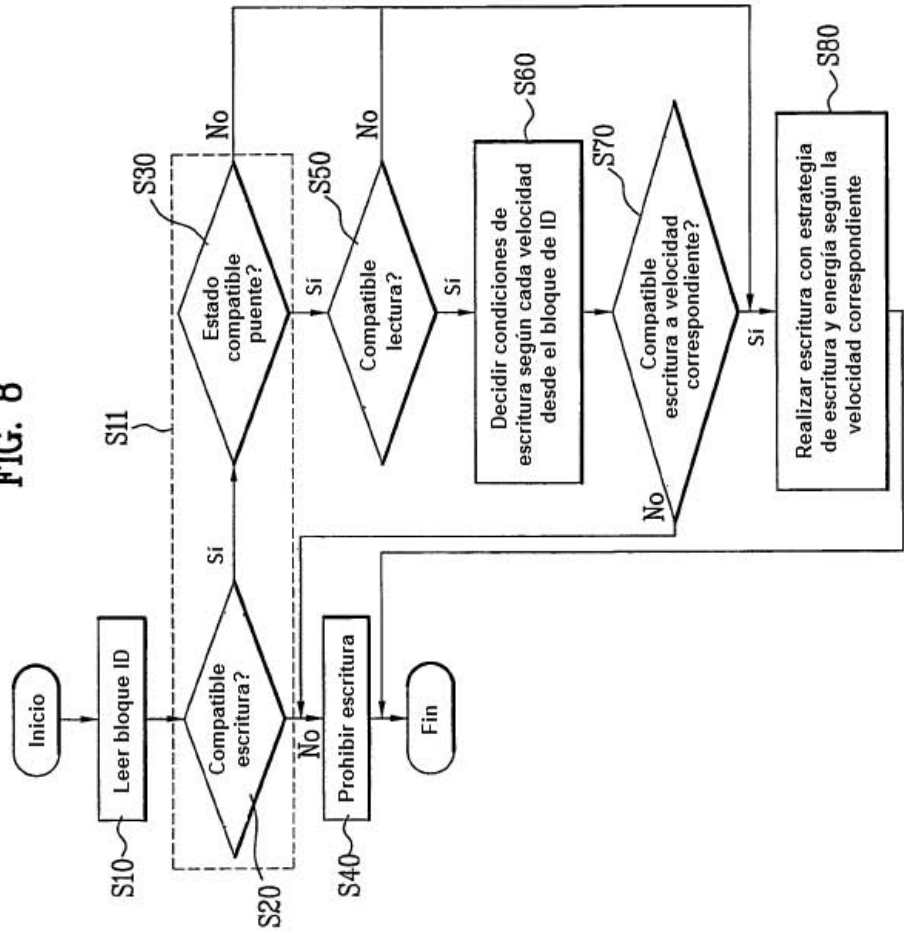 FIG. 8
Inicio
S10
Leer bloque ID
S11
S20
Compatible
escritura?
Sí
No
S30
Estado
compatible
puente?
No
Sí
S40
Prohibir escritura
Fin
S50
Compatible
lectura?
No
Sí
S60
Decidir condiciones de
escritura según cada velocidad
desde el bloque de ID
S70
Compatible
escritura a velocidad
correspondiente?
No
Sí
S80
Realizar escritura con estrategia
de escritura y energía según la
velocidad correspondiente